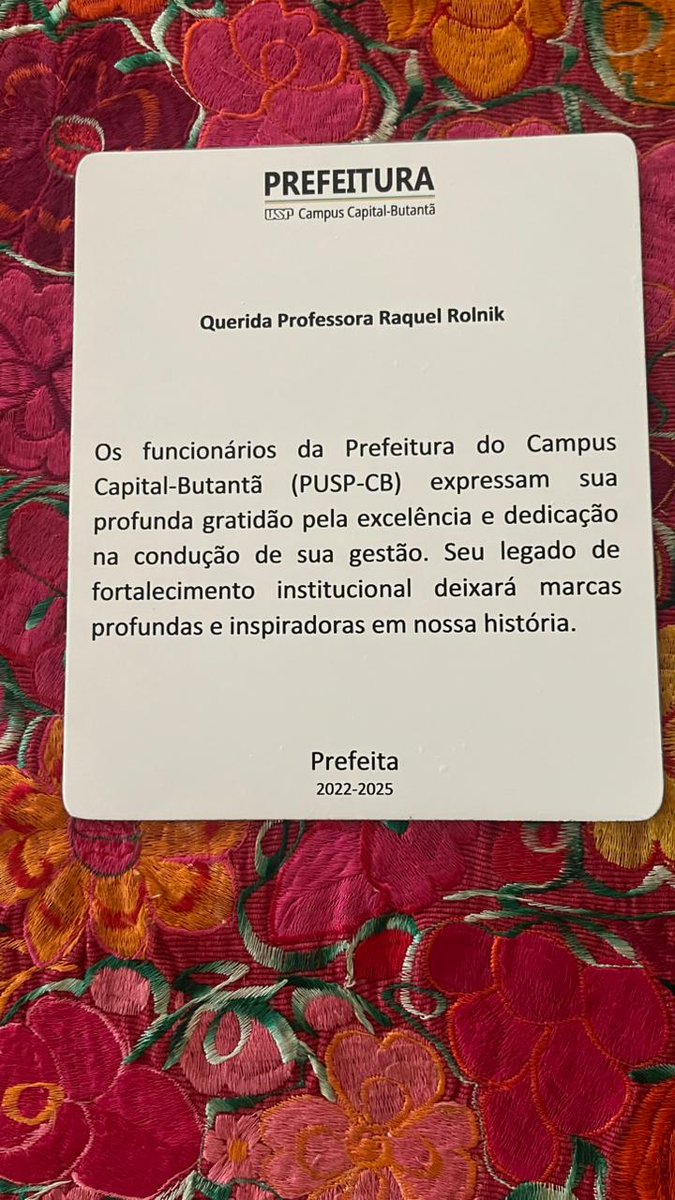 PREFEITURA
USP Campus Capital-Butantã
Querida Professora Raquel Rolnik
Os funcionários da Prefeitura do Campus
Capital-Butantã (PUSP-CB) expressam sua
profunda gratidão pela excelência e dedicação
na condução de sua gestão. Seu legado de
fortalecimento institucional deixará marcas
profundas e inspiradoras em nossa história.
Prefeita
2022-2025